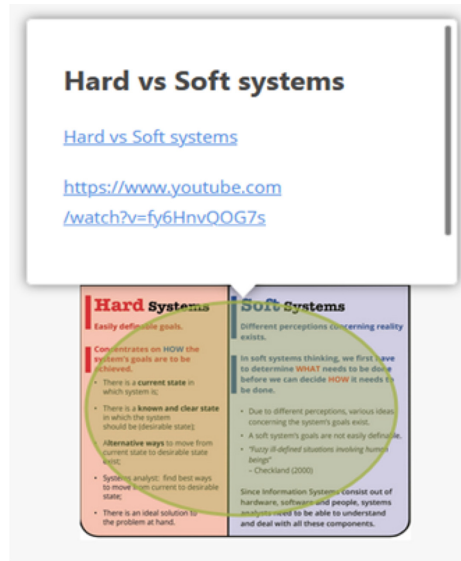 Hard vs Soft systems
Hard vs Soft systems
https://www.youtube.com
/watch?v=fy6HnvQOG7s
Hard Systems
Easily definable goals.
Concentrates on HOW the
system's goals are to be
achieved.
• There is a current state in
which system is;
• There is a known and clear state
in which the system
should be (desirable state);
• Alternative ways to move from
current state to desirable state
exist;
• Systems analyst: find best ways
to move from current to desirable
state;
• There is an ideal solution to
the problem at hand.
Soft Systems
Different perceptions concerning reality
exists.
In soft systems thinking, we first have
to determine WHAT needs to be done
before we can decide HOW it needs to
be done.
• Due to different perceptions, various ideas
concerning the system's goals exist.
• A soft system's goals are not easily definable.
• "Fuzzy ill-defined situations involving human
beings"
– Checkland (2000)
Since Information Systems consist out of
hardware, software and people, systems
analysts need to be able to understand
and deal with all these components.